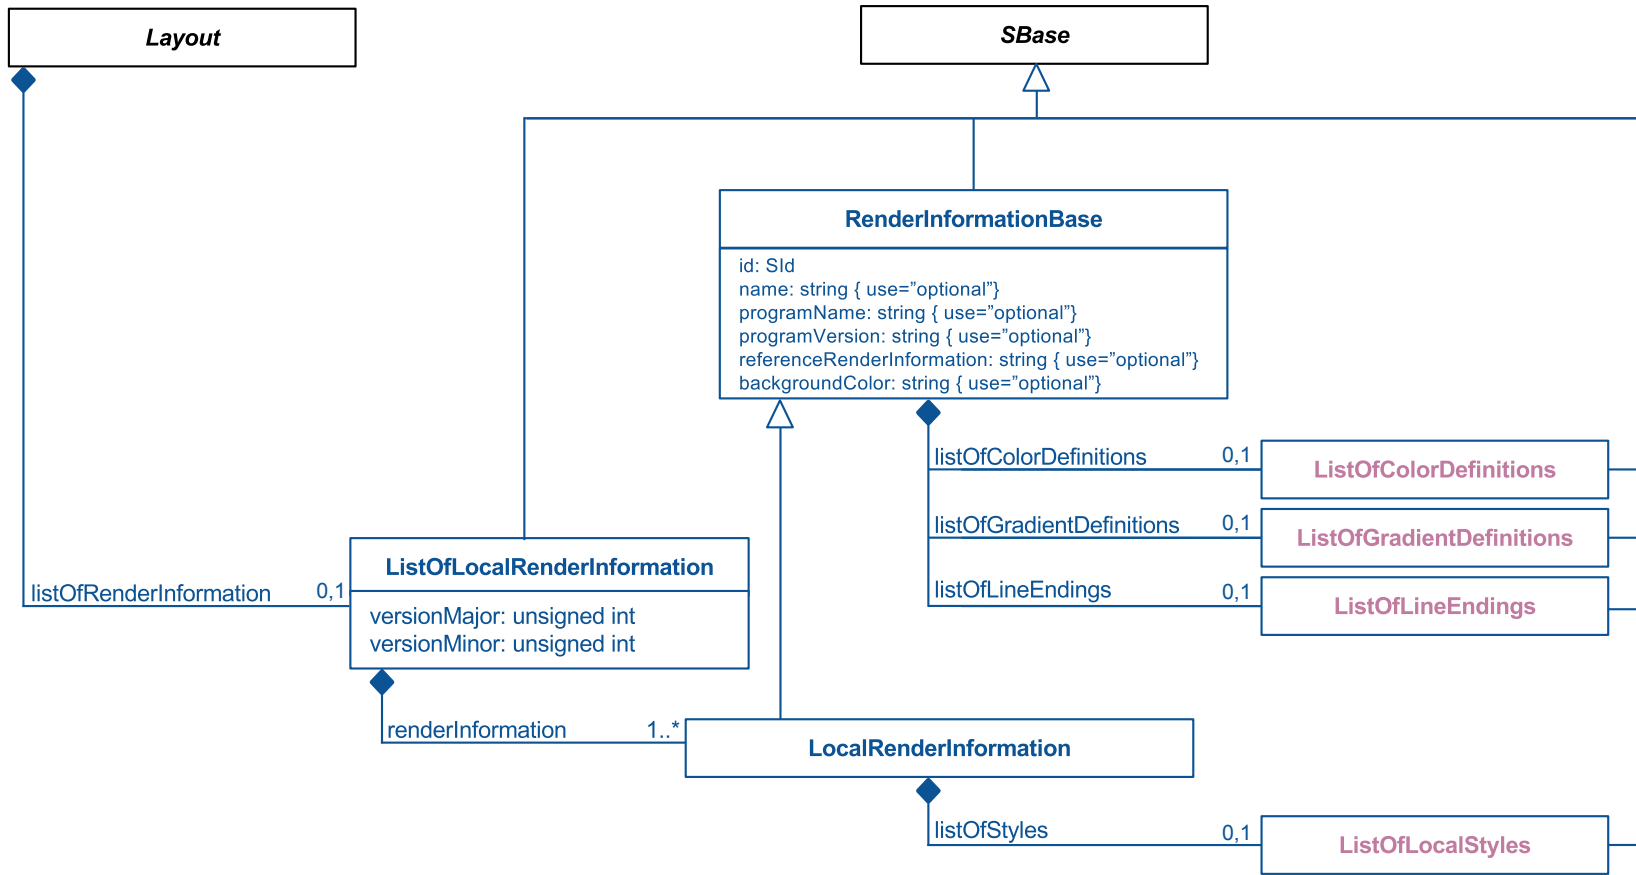 Layout
SBase
RenderInformationBase
id: SId
name: string { use=”optional”}
programName: string { use=”optional”}
programVersion: string { use=”optional”}
referenceRenderInformation: string { use=”optional”}
backgroundColor: string { use=”optional”}
listOfColorDefinitions 0,1
ListOfColorDefinitions
listOfGradientDefinitions 0,1
ListOfGradientDefinitions
listOfLineEndings 0,1
ListOfLineEndings
listOfRenderInformation 0,1
ListOfLocalRenderInformation
versionMajor: unsigned int
versionMinor: unsigned int
renderInformation 1..*
LocalRenderInformation
listOfStyles 0,1
ListOfLocalStyles